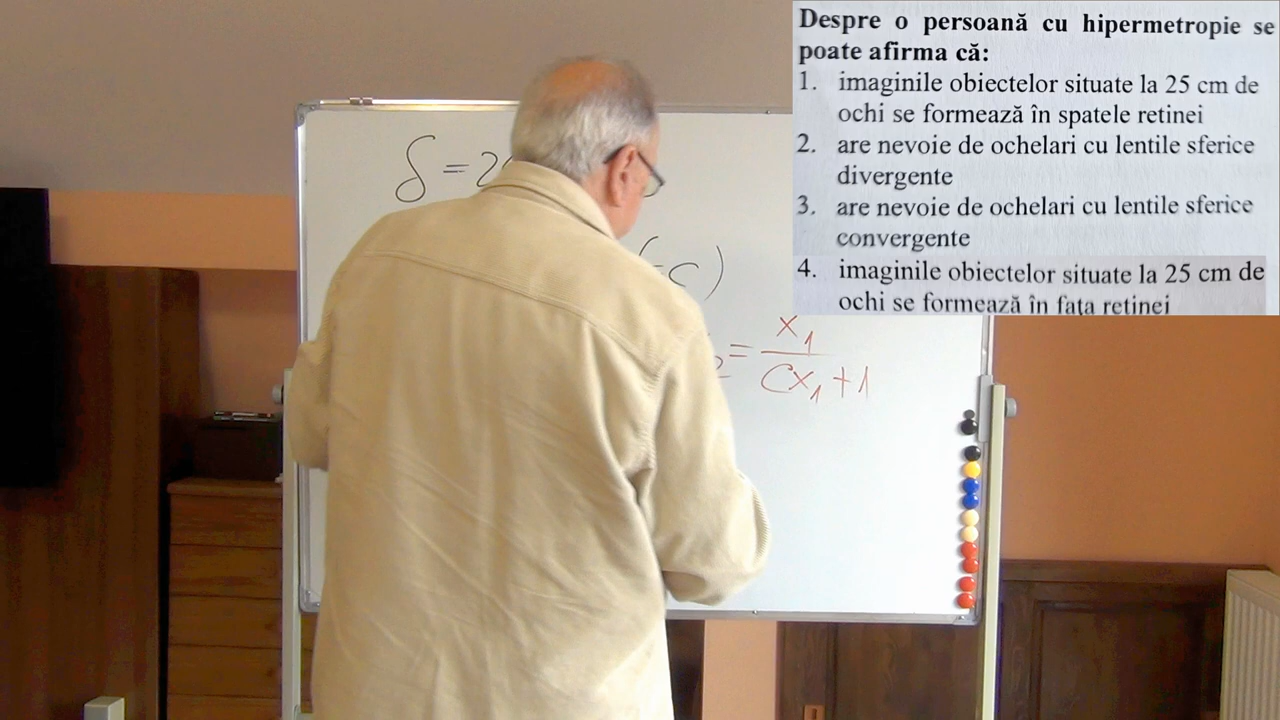 Despre o persoană cu hipermetropie se
poate afirma că:
1. imaginile obiectelor situate la 25 cm de
ochi se formează în spatele retinei
2. are nevoie de ochelari cu lentile sferice
divergente
3. are nevoie de ochelari cu lentile sferice
convergente
4. imaginile obiectelor situate la 25 cm de
ochi se formează în fața retinei
δ = 2
c)
2 = x1
Cx1 + 1